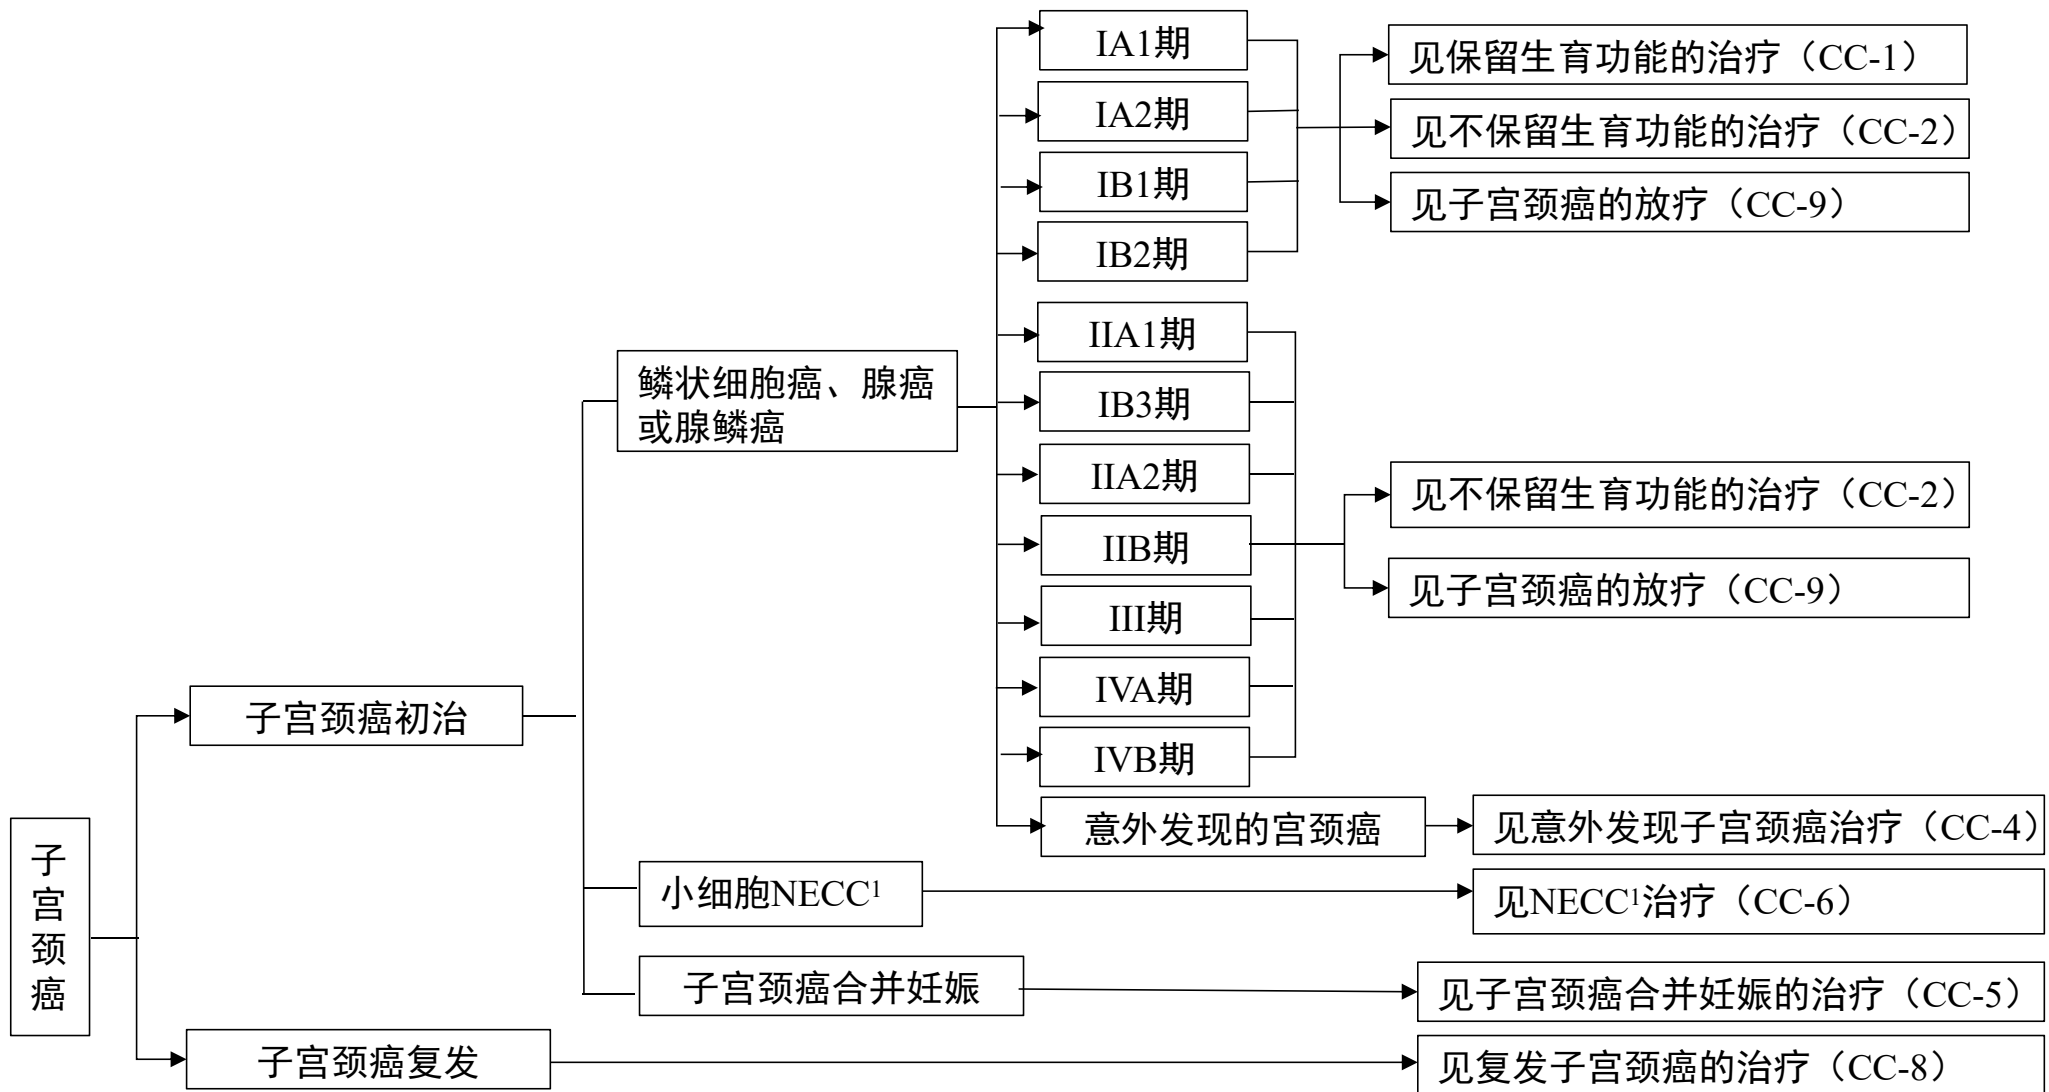 IA1期
IA2期
IB1期
IB2期
见保留生育功能的治疗（CC-1）
见不保留生育功能的治疗（CC-2）
见子宫颈癌的放疗（CC-9）
鳞状细胞癌、腺癌
或腺鳞癌
IIA1期
IB3期
IIA2期
IIB期
III期
IVA期
IVB期
见不保留生育功能的治疗（CC-2）
见子宫颈癌的放疗（CC-9）
子宫颈癌初治
意外发现的宫颈癌
见意外发现子宫颈癌治疗（CC-4）
子
宫
颈
癌
小细胞NECC¹
见NECC¹治疗（CC-6）
子宫颈癌合并妊娠
见子宫颈癌合并妊娠的治疗（CC-5）
子宫颈癌复发
见复发子宫颈癌的治疗（CC-8）